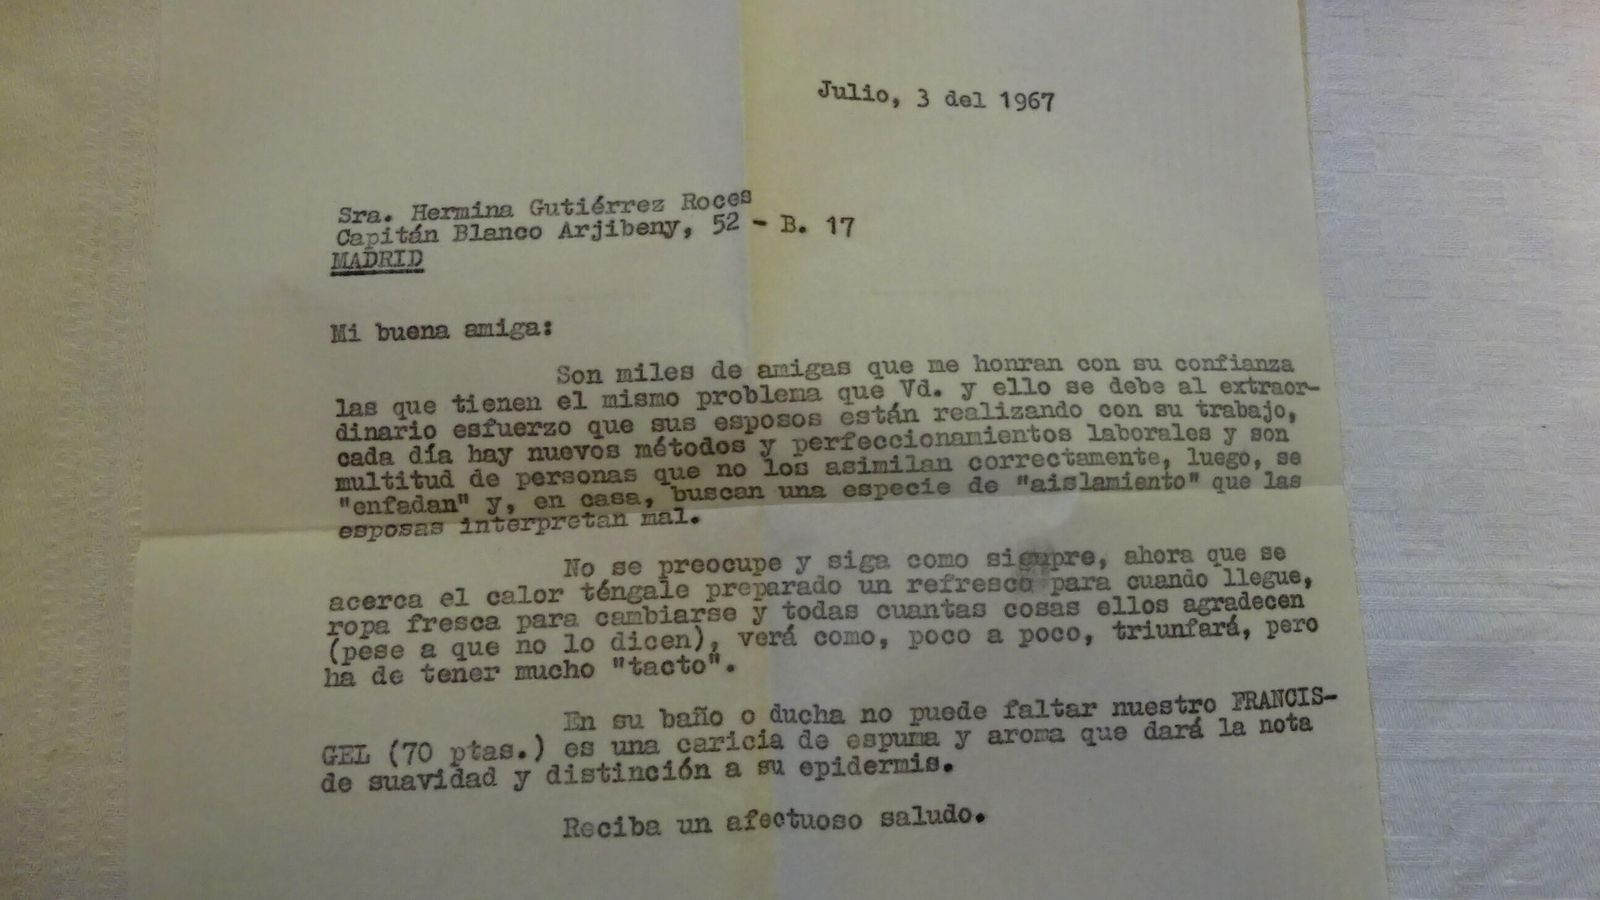 Julio, 3 del 1967
Sra. Hermina Gutiérrez Roces
Capitán Blanco Arjibeny, 52 - B. 17
MADRID
Mi buena amiga:
Son miles de amigas que me honran con su confianza
las que tienen el mismo problema que Vd. y ello se debe al extraor-
dinario esfuerzo que sus esposos están realizando con su trabajo,
cada día hay nuevos métodos y perfeccionamientos laborales y son
multitud de personas que no los asimilan correctamente, luego, se
"enfadan" y, en casa, buscan una especie de "aislamiento" que las
esposas interpretan mal.
No se preocupe y siga como siempre, ahora que se
acerca el calor téngale preparado un refresco para cuando llegue,
ropa fresca para cambiarse y todas cuantas cosas ellos agradecen
(pese a que no lo dicen), verá como, poco a poco, triunfará, pero
ha de tener mucho "tacto".
En su baño o ducha no puede faltar nuestro FRANCIS-
GEL (70 ptas.) es una caricia de espuma y aroma que dará la nota
de suavidad y distinción a su epidermis.
Reciba un afectuoso saludo.